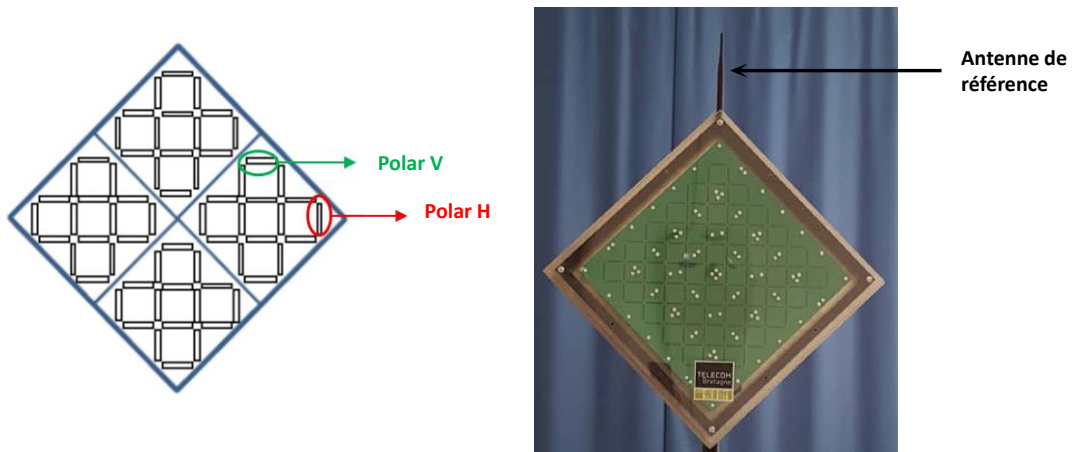 Polar V
Polar H
Antenne de
référence
TELECOM
Bretagne